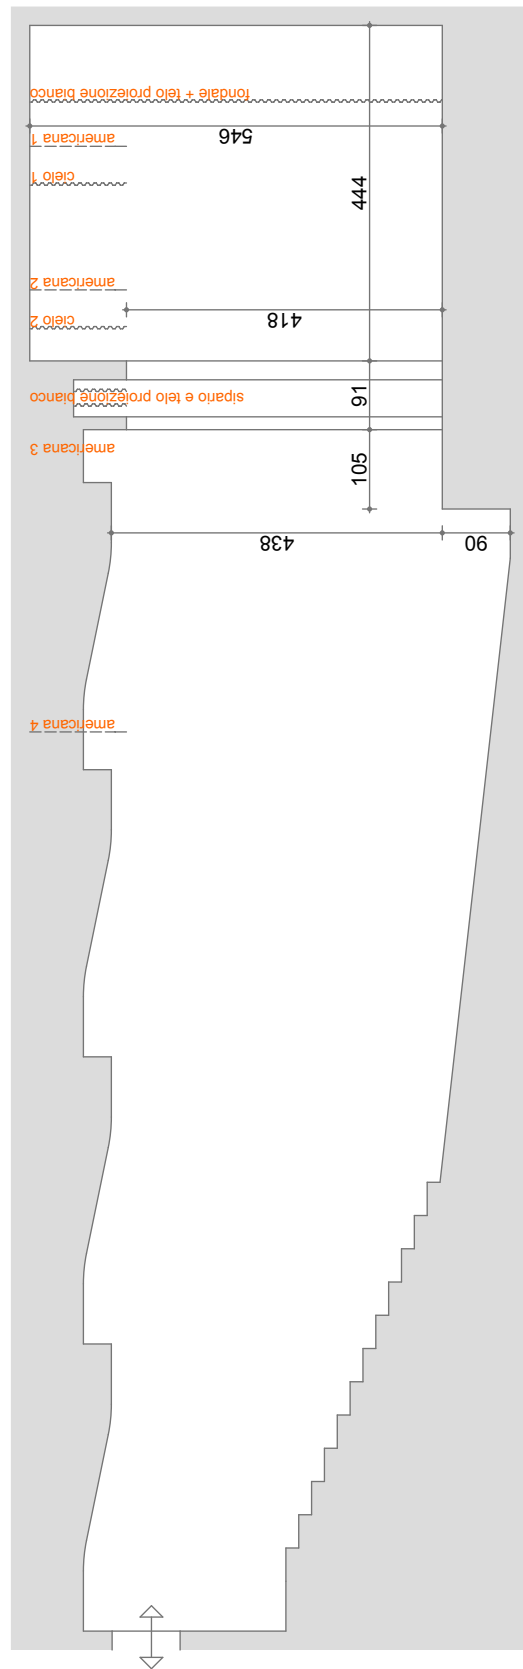 fondale + telo proiezione bianco
546
americana 1
cielo 1
444
americana 2
418
cielo 2
91
sipario e telo proiezione bianco
americana 3
105
438
90
americana 4